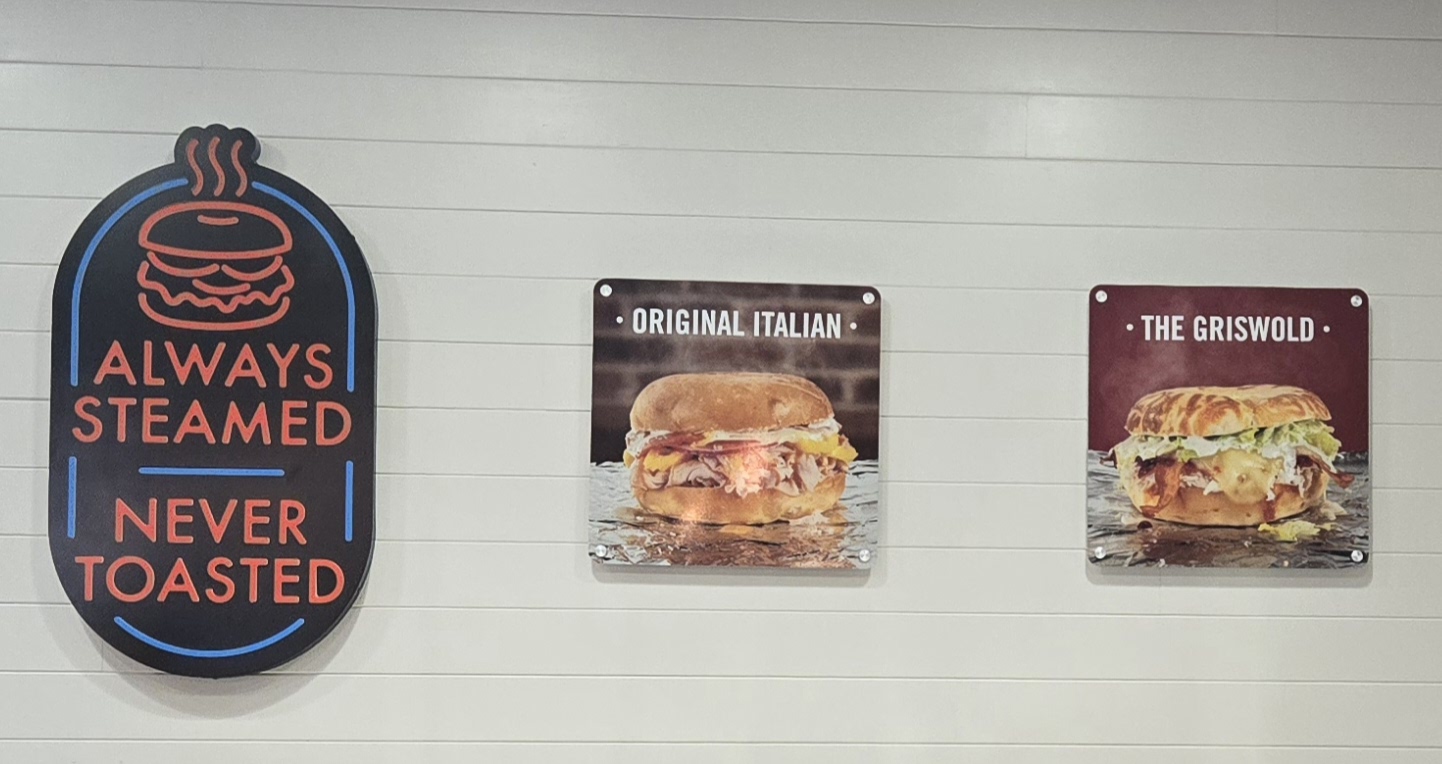 ALWAYS
STEAMED
NEVER
TOASTED
• ORIGINAL ITALIAN •
• THE GRISWOLD •